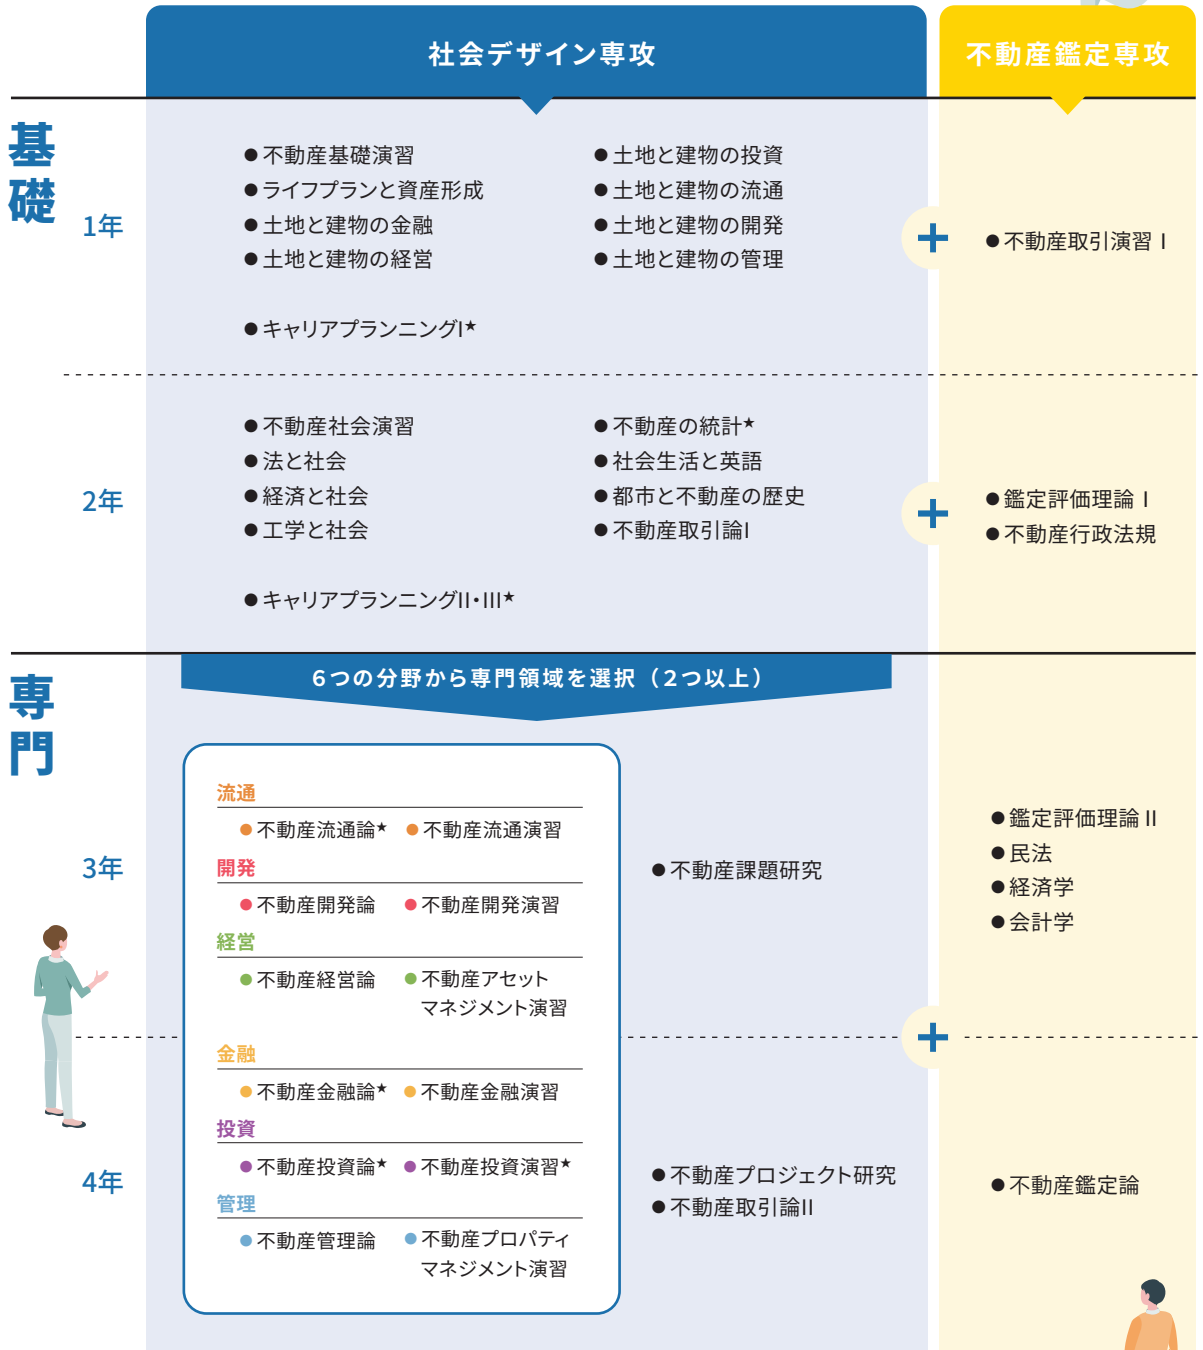 社会デザイン専攻
不動産鑑定専攻
基礎
1年
●不動産基礎演習
●ライフプランと資産形成
●土地と建物の金融
●土地と建物の経営
●土地と建物の投資
●土地と建物の流通
●土地と建物の開発
●土地と建物の管理
●キャリアプランニングI★
+
●不動産取引演習 I
2年
●不動産社会演習
●法と社会
●経済と社会
●工学と社会
●不動産の統計★
●社会生活と英語
●都市と不動産の歴史
●不動産取引論I
●キャリアプランニングII・III★
+
●鑑定評価理論 I
●不動産行政法規
専門
6つの分野から専門領域を選択（2つ以上）
3年
流通
●不動産流通論★ ●不動産流通演習
開発
●不動産開発論 ●不動産開発演習
経営
●不動産経営論 ●不動産アセット
マネジメント演習
●不動産課題研究
●鑑定評価理論 II
●民法
●経済学
●会計学
+
4年
金融
●不動産金融論★ ●不動産金融演習
投資
●不動産投資論★ ●不動産投資演習★
管理
●不動産管理論 ●不動産プロパティ
マネジメント演習
●不動産プロジェクト研究
●不動産取引論II
●不動産鑑定論